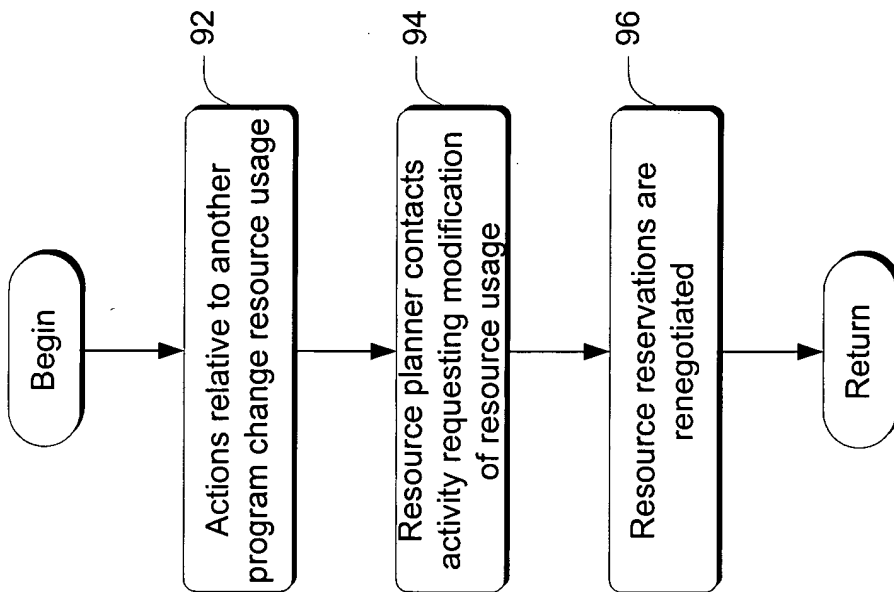 Begin
92
Actions relative to another
program change resource usage
94
Resource planner contacts
activity requesting modification
of resource usage
96
Resource reservations are
renegotiated
Return